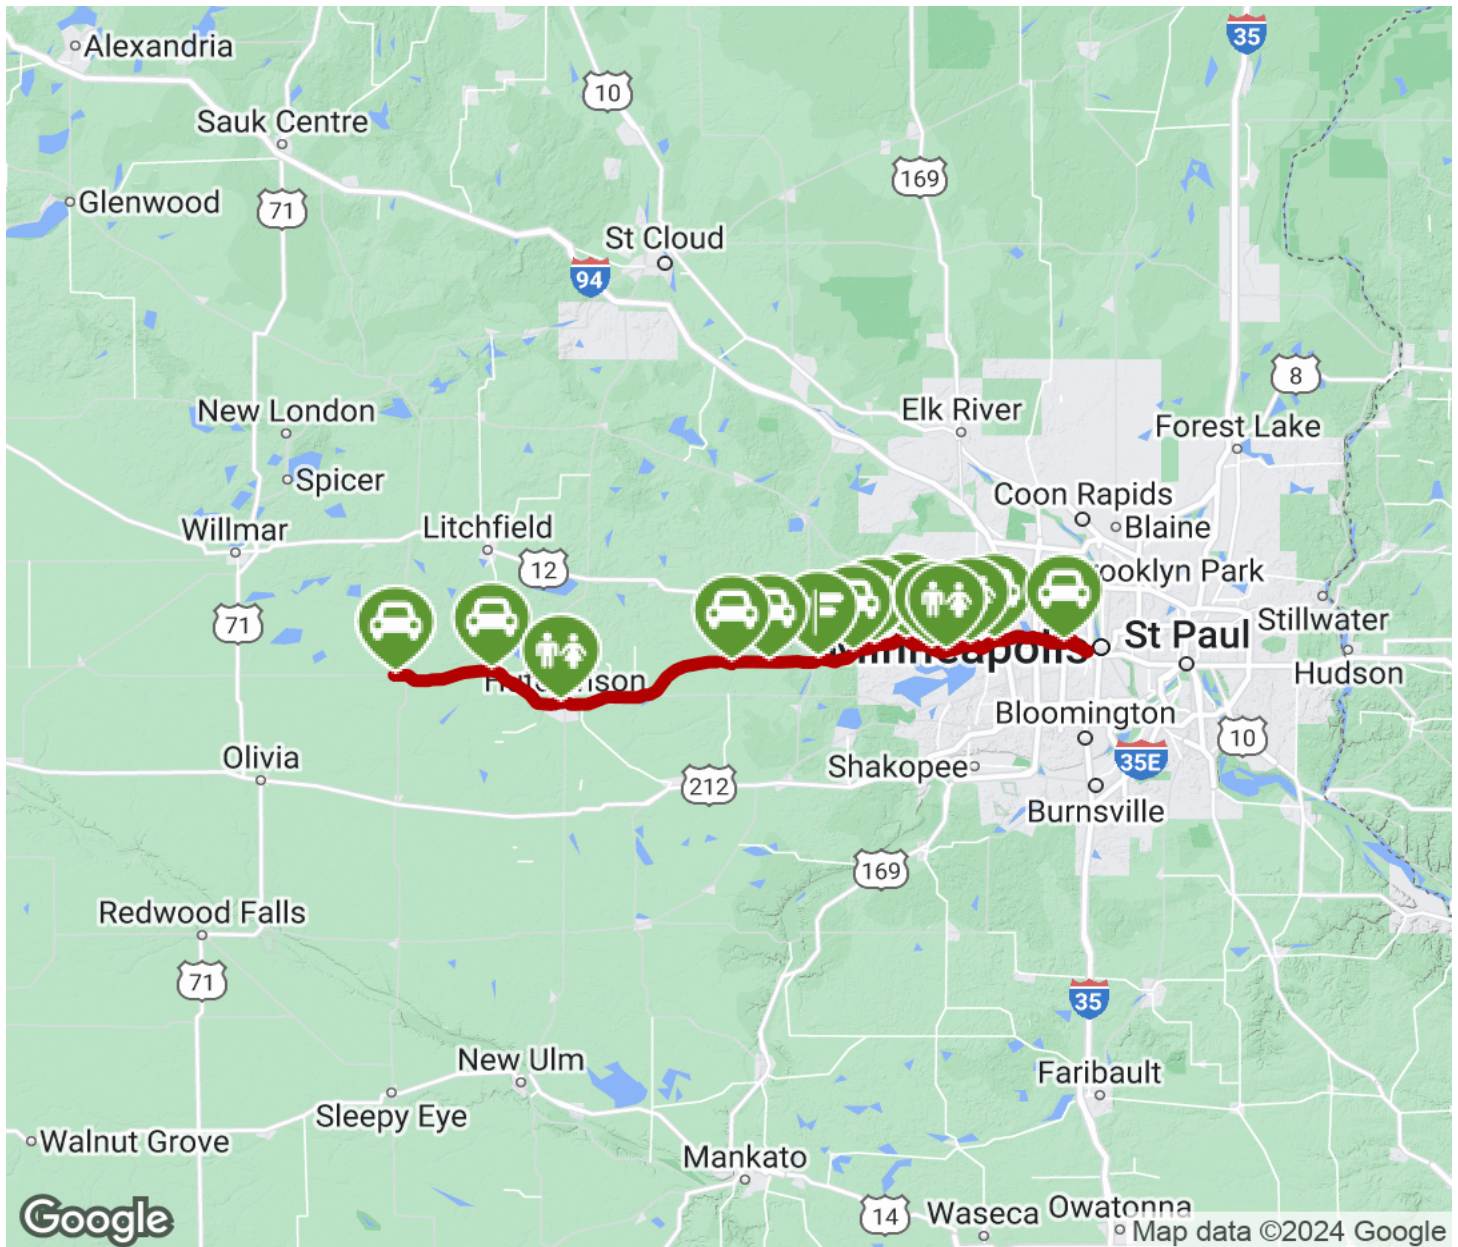 Alexandria
35
10
Sauk Centre
169
Glenwood
71
St Cloud
94
8
New London
Elk River
Forest Lake
Spicer
Coon Rapids
Blaine
Willmar
Litchfield
12
rooklyn Park
Stillwater
71
Minneapolis
St Paul
Hudson
Bloomington
10
Olivia
Shakopee
35E
212
Burnsville
169
Redwood Falls
71
35
New Ulm
Faribault
Sleepy Eye
Walnut Grove
Mankato
14
Waseca
Owatonna
Google
Map data ©2024 Google